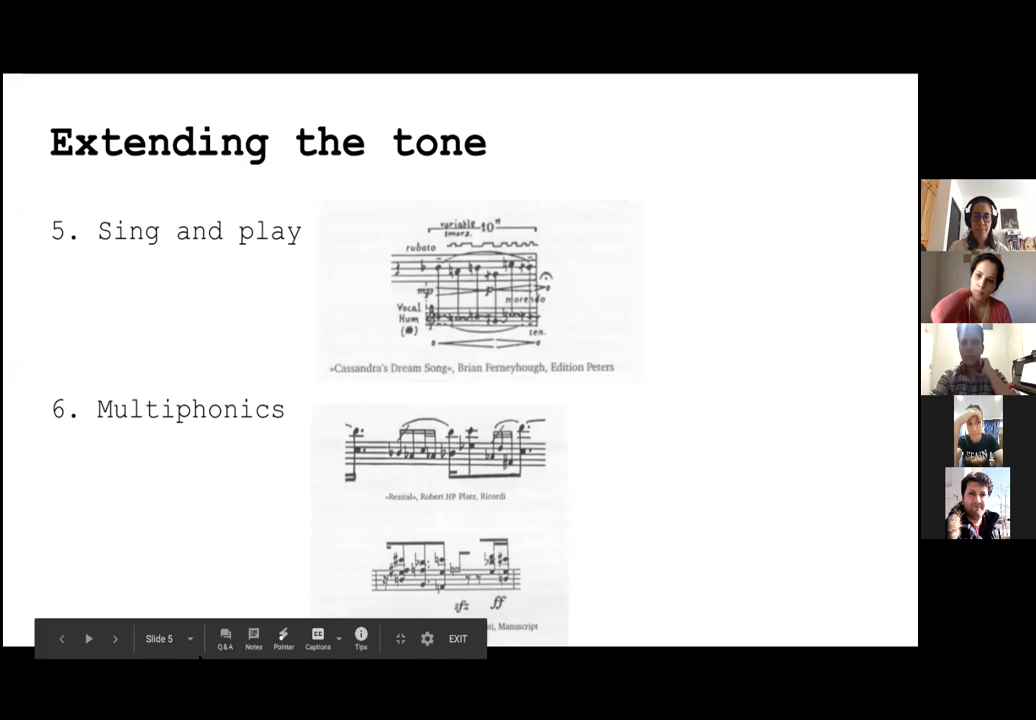 Extending the tone
5. Sing and play
variable 10"
rubato
mp
p
morendo
Vocal
Hum
ten.
«Cassandra's Dream Song», Brian Ferneyhough, Edition Peters
6. Multiphonics
«Rezital», Robert HP Platz, Ricordi
sfz ff
Manuscript
Slide 5
Q&A Notes Pointer Captions Tips EXIT
CC